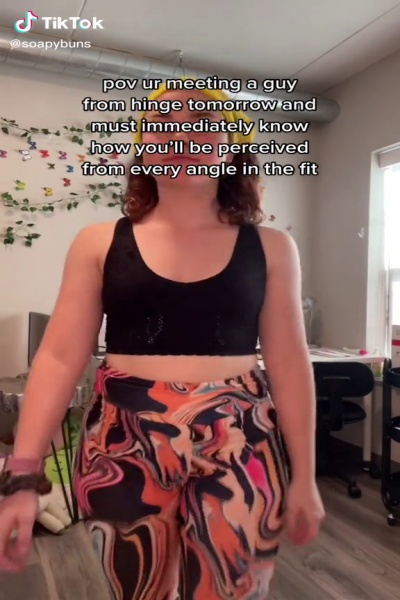 TikTok
@soapybuns
pov ur meeting a guy
from hinge tomorrow and
must immediately know
how you'll be perceived
from every angle in the fit